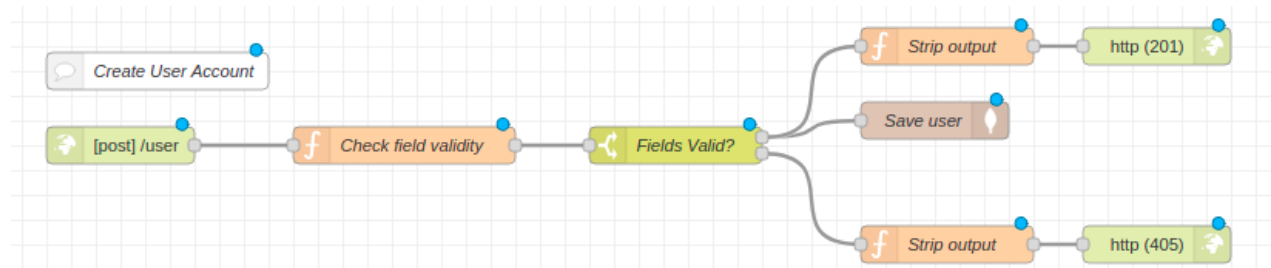 Create User Account
[post] /user
Check field validity
Fields Valid?
Strip output
http (201)
Save user
Strip output
http (405)